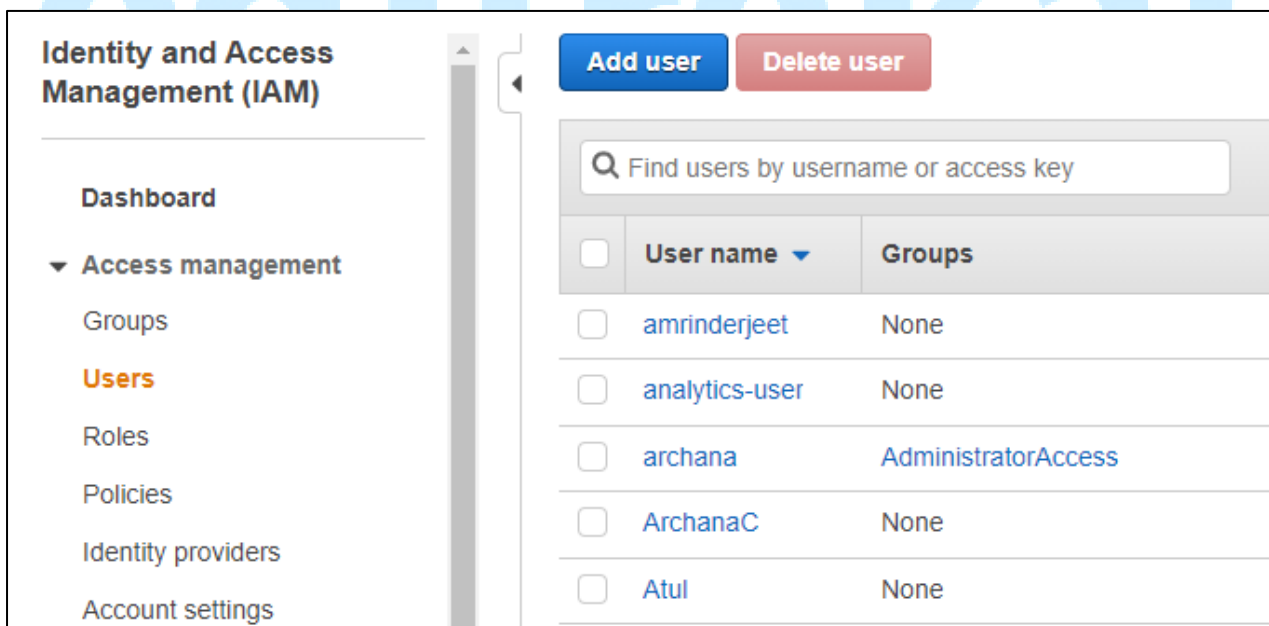 Identity and Access
Management (IAM)
Dashboard
Access management
Groups
Users
Roles
Policies
Identity providers
Account settings
Add user Delete user
Find users by username or access key
User name Groups
amrinderjeet None
analytics-user None
archana AdministratorAccess
ArchanaC None
Atul None